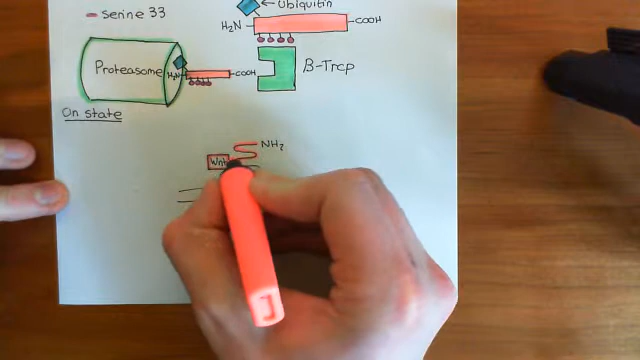 serine 33
Ubiquitin
H₂N
COOH
Proteasome
H₂N
COOH
β-Trcp
On state
NH₂
Wnt